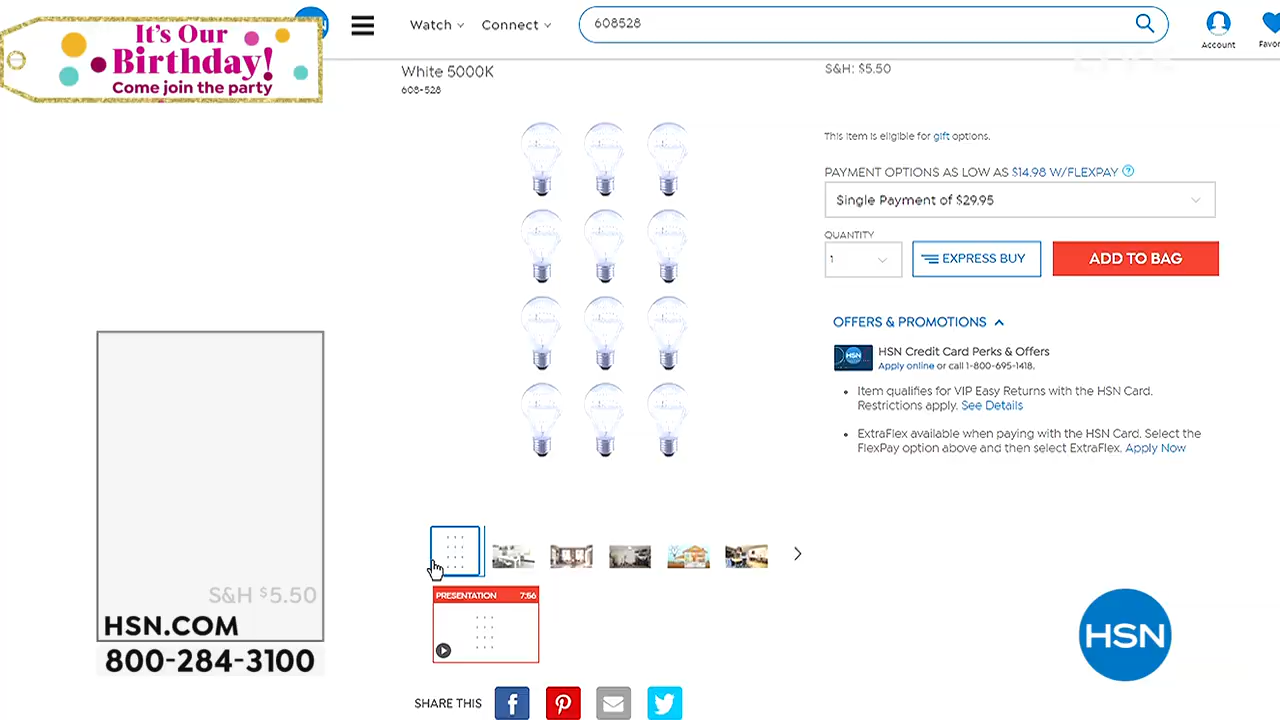 It's Our
Birthday!
Come join the party
Watch
Connect
608528
Account
Favor
White 5000K
608-528
S&H: $5.50
This item is eligible for gift options.
PAYMENT OPTIONS AS LOW AS $14.98 W/FLEXPAY ?
Single Payment of $29.95
QUANTITY
1
EXPRESS BUY
ADD TO BAG
OFFERS & PROMOTIONS
HSN
HSN Credit Card Perks & Offers
Apply online or call 1-800-695-1418.
• Item qualifies for VIP Easy Returns with the HSN Card.
Restrictions apply. See Details
• ExtraFlex available when paying with the HSN Card. Select the
FlexPay option above and then select ExtraFlex. Apply Now
PRESENTATION 7:56
SHARE THIS
S&H $5.50
HSN.COM
800-284-3100
HSN